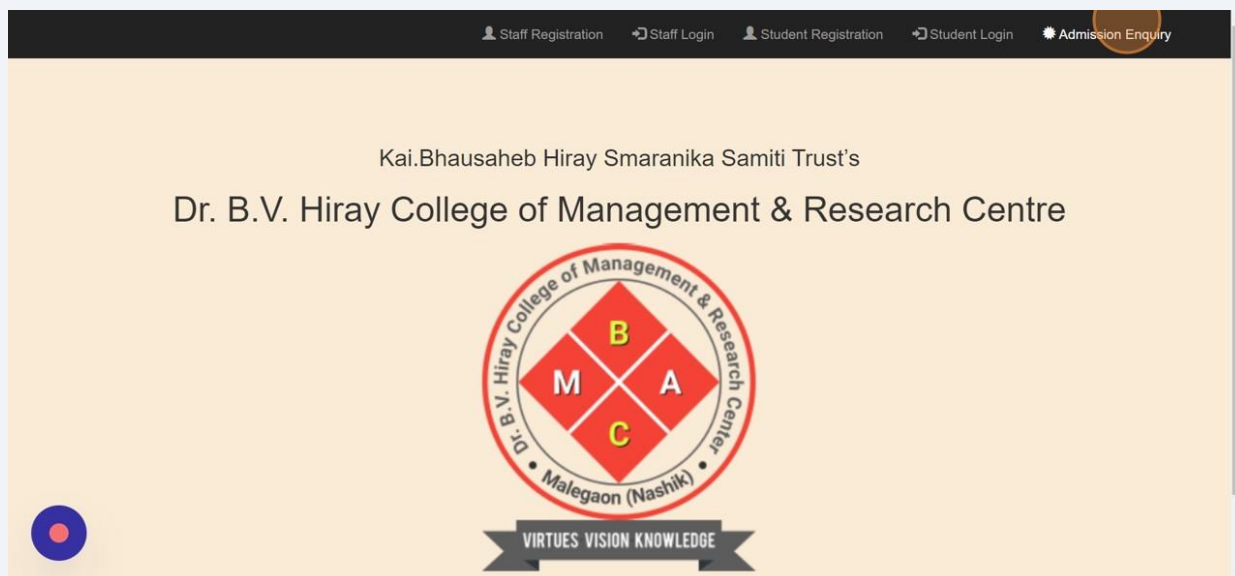 Staff Registration Staff Login Student Registration Student Login Admission Enquiry
Kai.Bhausaheb Hiray Smaranika Samiti Trust's
Dr. B.V. Hiray College of Management & Research Centre
Dr. B.V. Hiray College of Management & Research Center
B
M A
C
• Malegaon (Nashik) •
VIRTUES VISION KNOWLEDGE